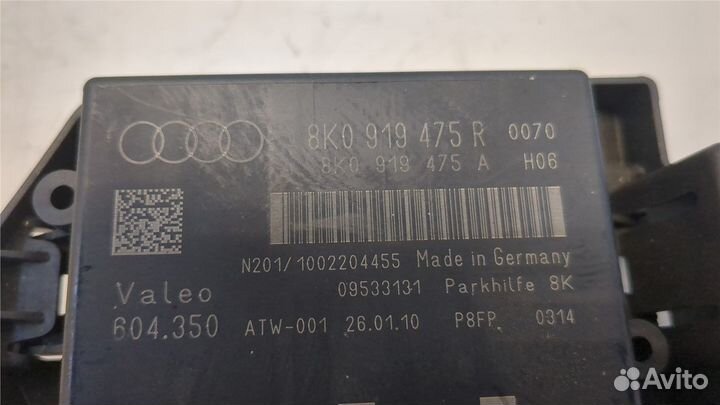 8K0 919 475 R 0070
8K0 919 475 A H06
N201/1002204455 Made in Germany
Valeo 09533131 Parkhilfe 8K
604.350 ATW-001 26.01.10 P8FP 0314
Avito